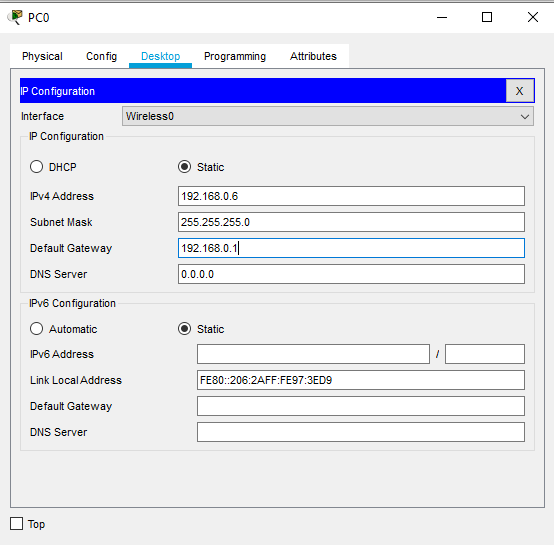 PC0
Physical Config Desktop Programming Attributes
IP Configuration X
Interface Wireless0
IP Configuration
DHCP Static
IPv4 Address 192.168.0.6
Subnet Mask 255.255.255.0
Default Gateway 192.168.0.1
DNS Server 0.0.0.0
IPv6 Configuration
Automatic Static
IPv6 Address /
Link Local Address FE80::206:2AFF:FE97:3ED9
Default Gateway
DNS Server
Top